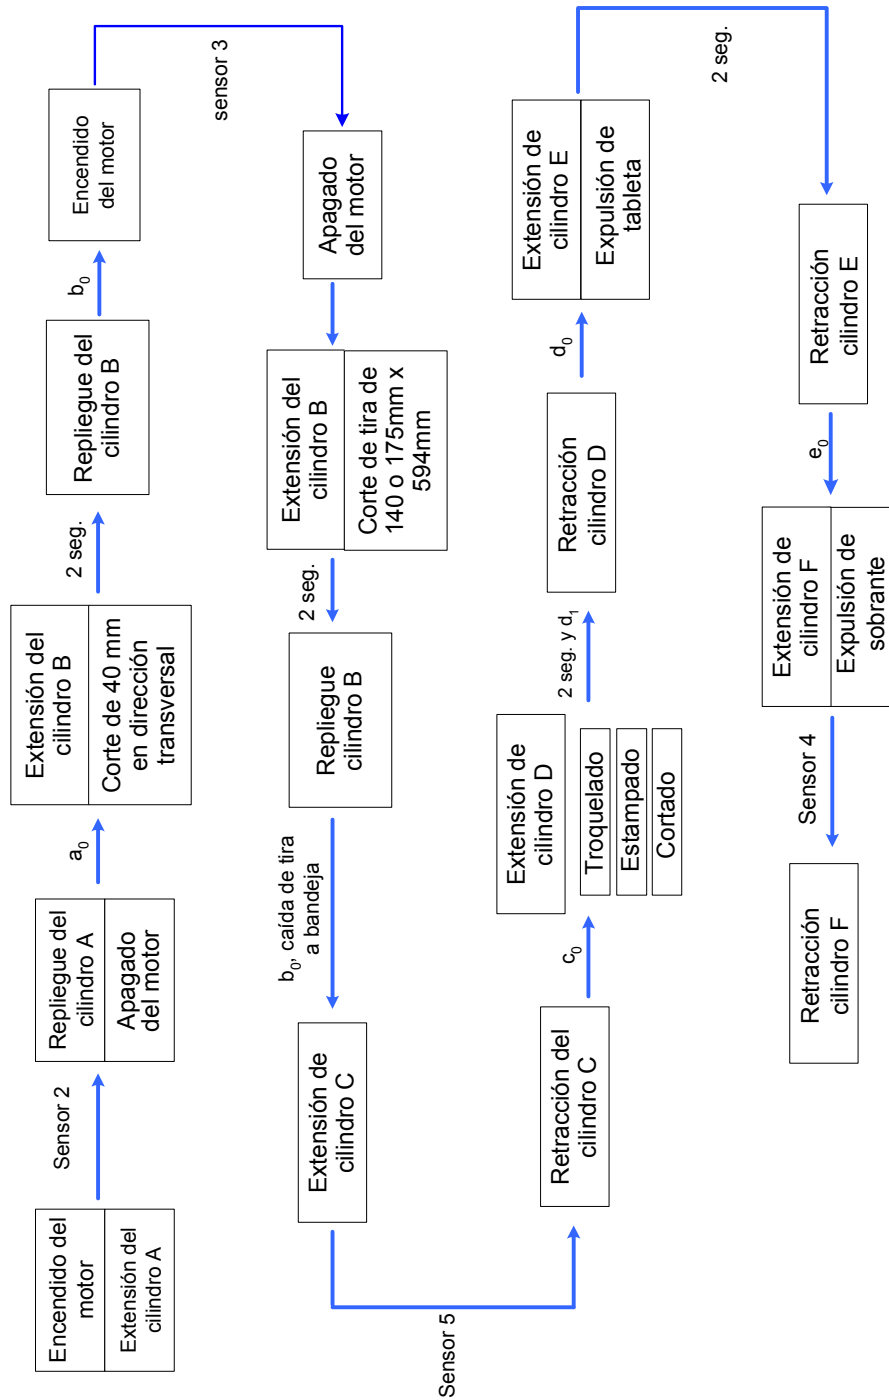 Encendido del
motor
Extensión del
cilindro A
Sensor 2
Repliegue del
cilindro A
Apagado
del motor
a₀
Extensión del
cilindro B
Corte de 40 mm
en dirección
transversal
2 seg.
Repliegue del
cilindro B
b₀
Encendido
del motor
sensor 3
Apagado
del motor
Extensión del
cilindro B
Corte de tira de
140 o 175mm x
594mm
2 seg.
Repliegue
cilindro B
b₀, caída de tira
a bandeja
Extensión de
cilindro C
Sensor 5
Retracción del
cilindro C
c₀
Extensión de
cilindro D
Troquelado
Estampado
Cortado
2 seg. y d₁
Retracción
cilindro D
d₀
Extensión de
cilindro E
Expulsión de
tableta
2 seg.
Retracción
cilindro E
e₀
Extensión de
cilindro F
Expulsión de
sobrante
Sensor 4
Retracción
cilindro F